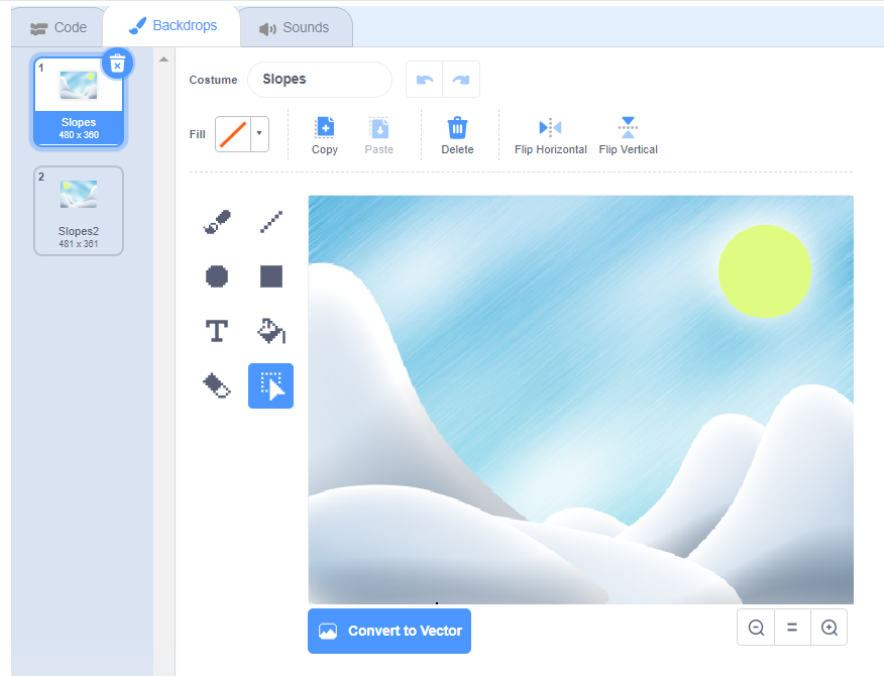 Code
Backdrops
Sounds
1
Slopes
480 x 360
2
Slopes2
481 x 361
Costume
Slopes
Fill
Copy
Paste
Delete
Flip Horizontal
Flip Vertical
T
Convert to Vector